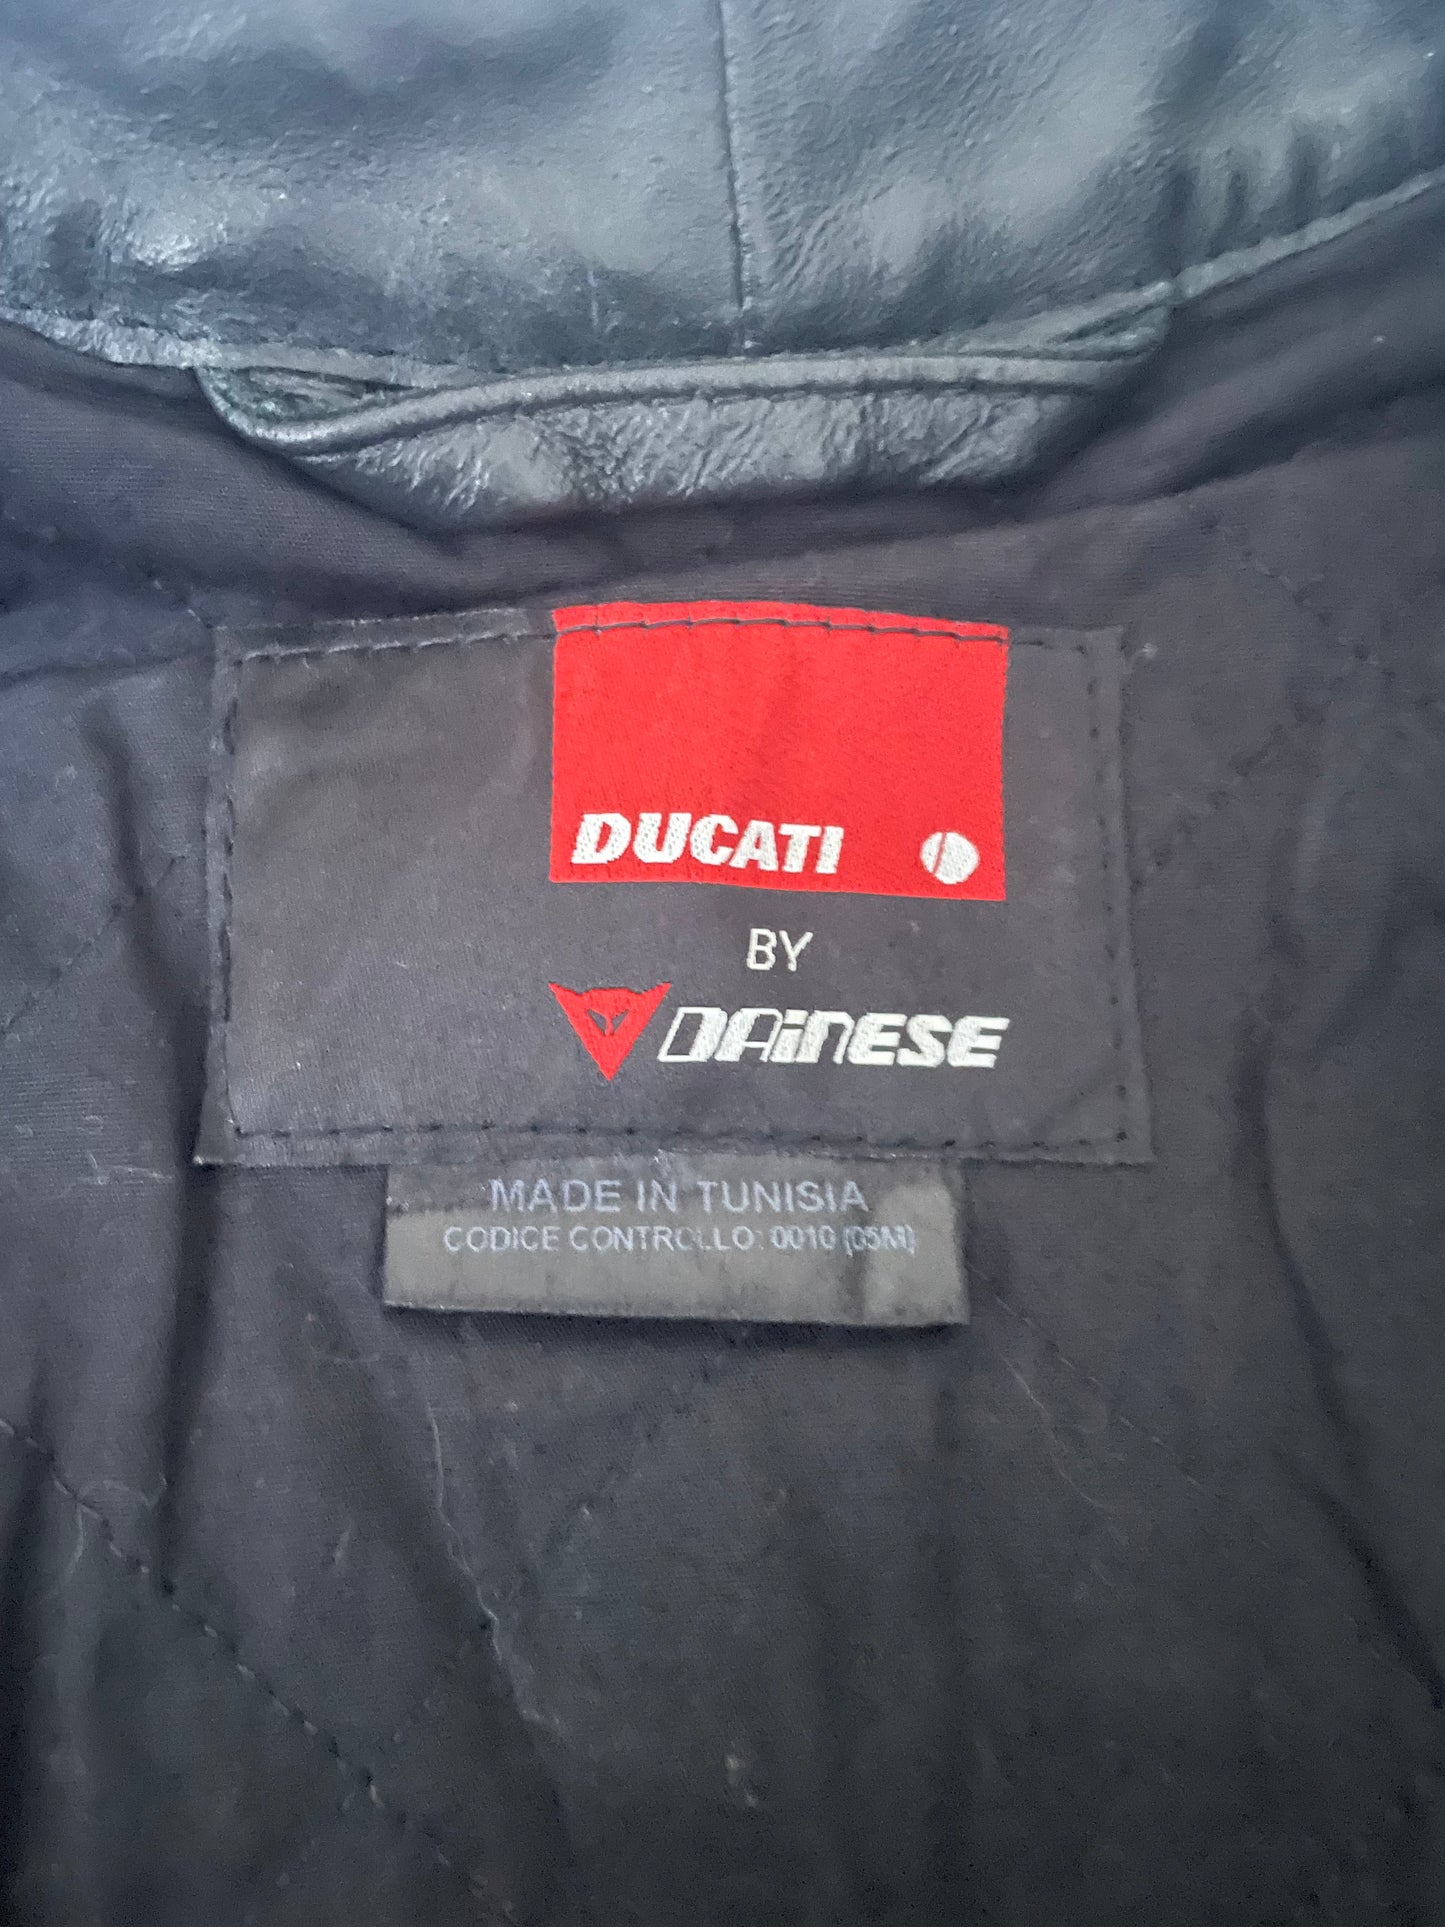 DUCATI
BY
DAiNESE
MADE IN TUNISIA
CODICE CONTROLLO: 0010 (05M)